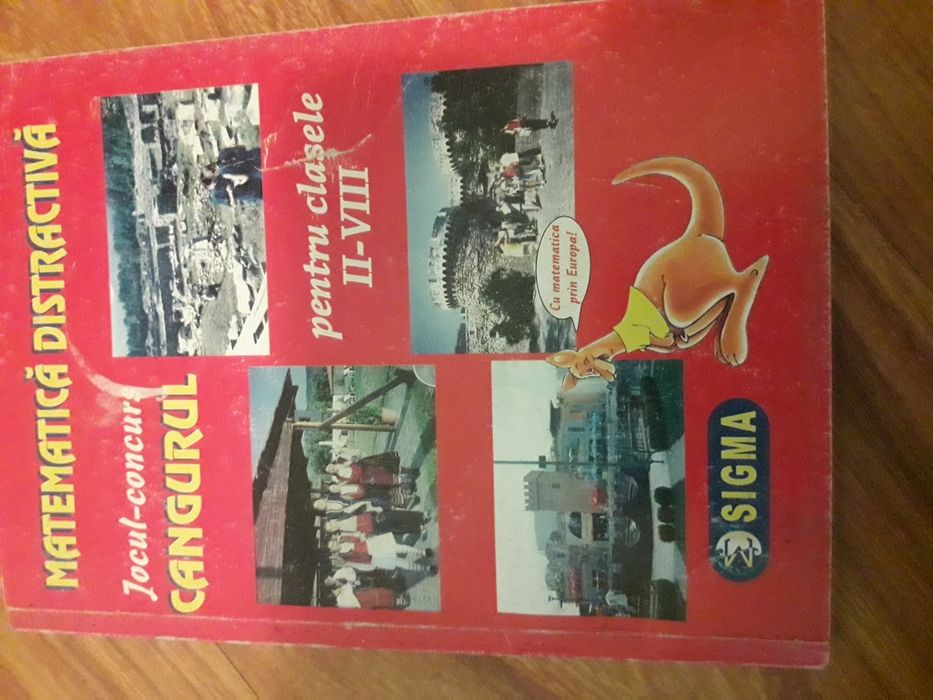 MATEMATICĂ DISTRACTIVĂ
Jocul-concurs
CANGURUL
pentru clasele
II-VIII
Cu matematica
prin Europa!
SIGMA